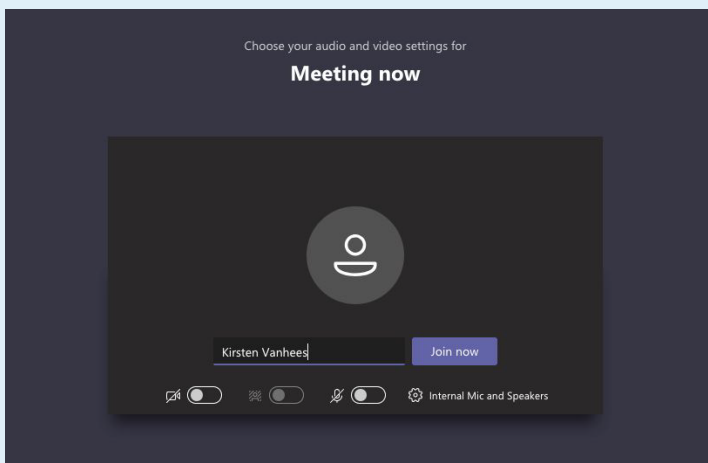 Choose your audio and video settings for
Meeting now
Kirsten Vanhees
Join now
Internal Mic and Speakers